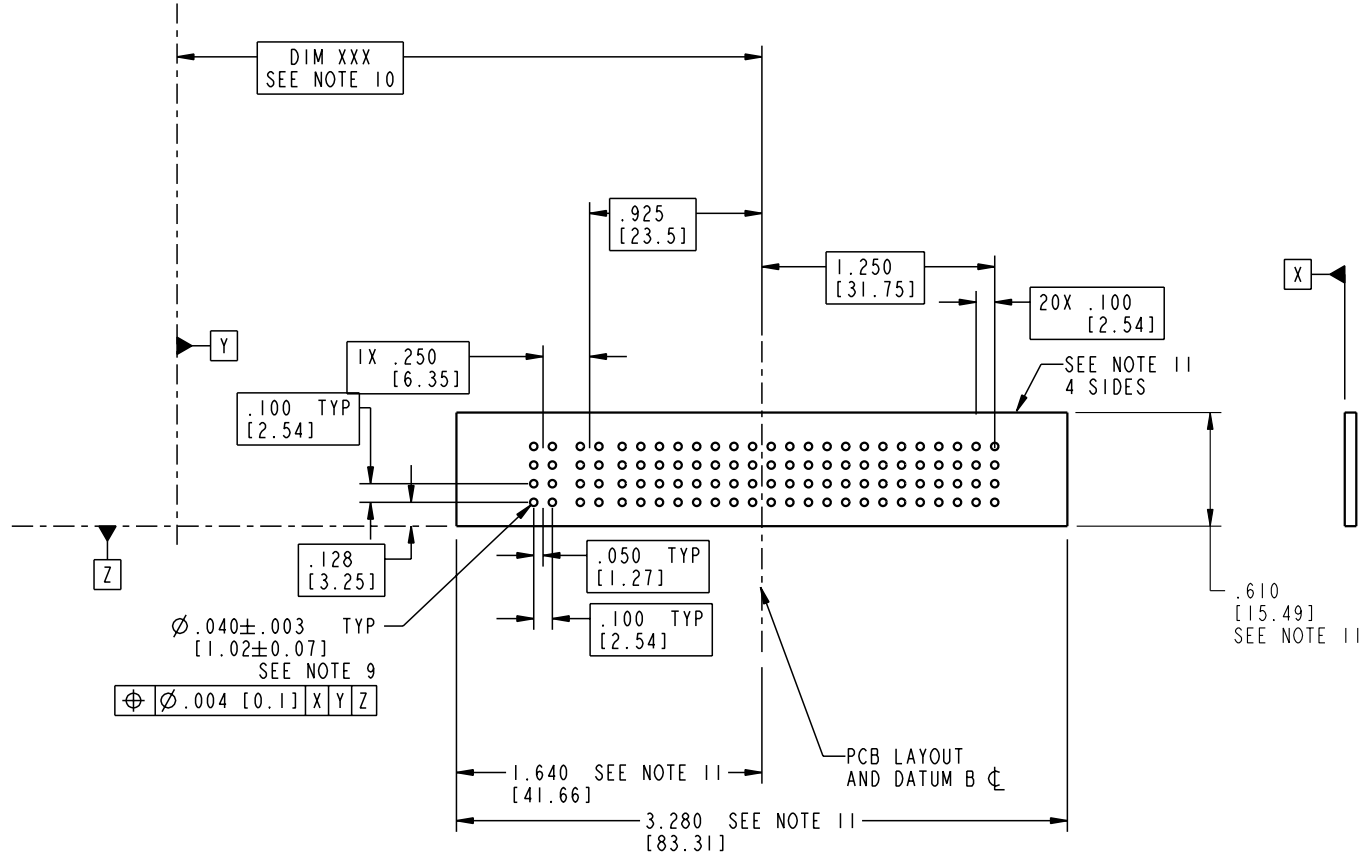 DIM XXX
SEE NOTE 10
.925
[23.5]
1.250
[31.75]
X
20X .100
[2.54]
Y
1X .250
[6.35]
SEE NOTE 11
4 SIDES
.100 TYP
[2.54]
.128
[3.25]
.050 TYP
[1.27]
Z
.100 TYP
[2.54]
.610
[15.49]
SEE NOTE 11
Ø.040±.003 TYP
[1.02±0.07]
SEE NOTE 9
⌖ Ø.004 [0.1] X Y Z
PCB LAYOUT
AND DATUM B ℄
1.640 SEE NOTE 11
[41.66]
3.280 SEE NOTE 11
[83.31]